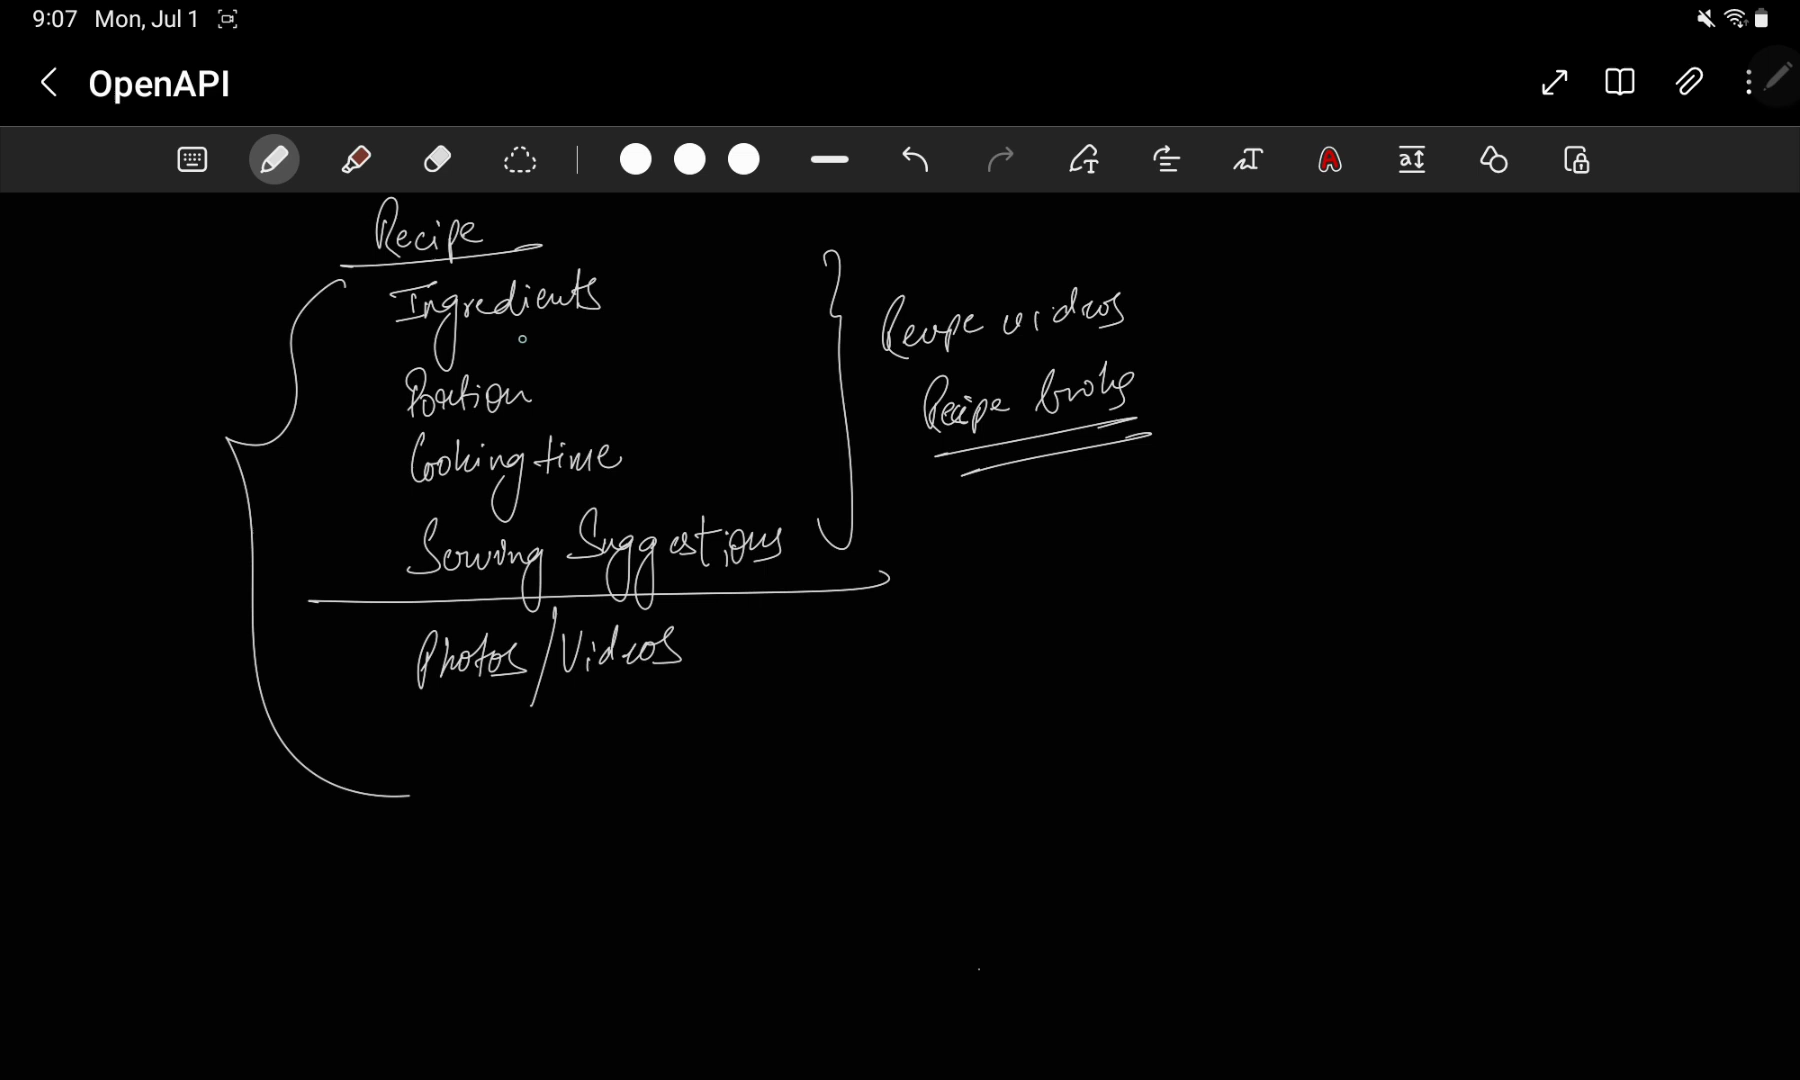 9:07 Mon, Jul 1
OpenAPI
Recipe
Ingredients
Portion
Cooking time
Serving Suggestions
Photos/Videos
Recipe videos
Recipe books